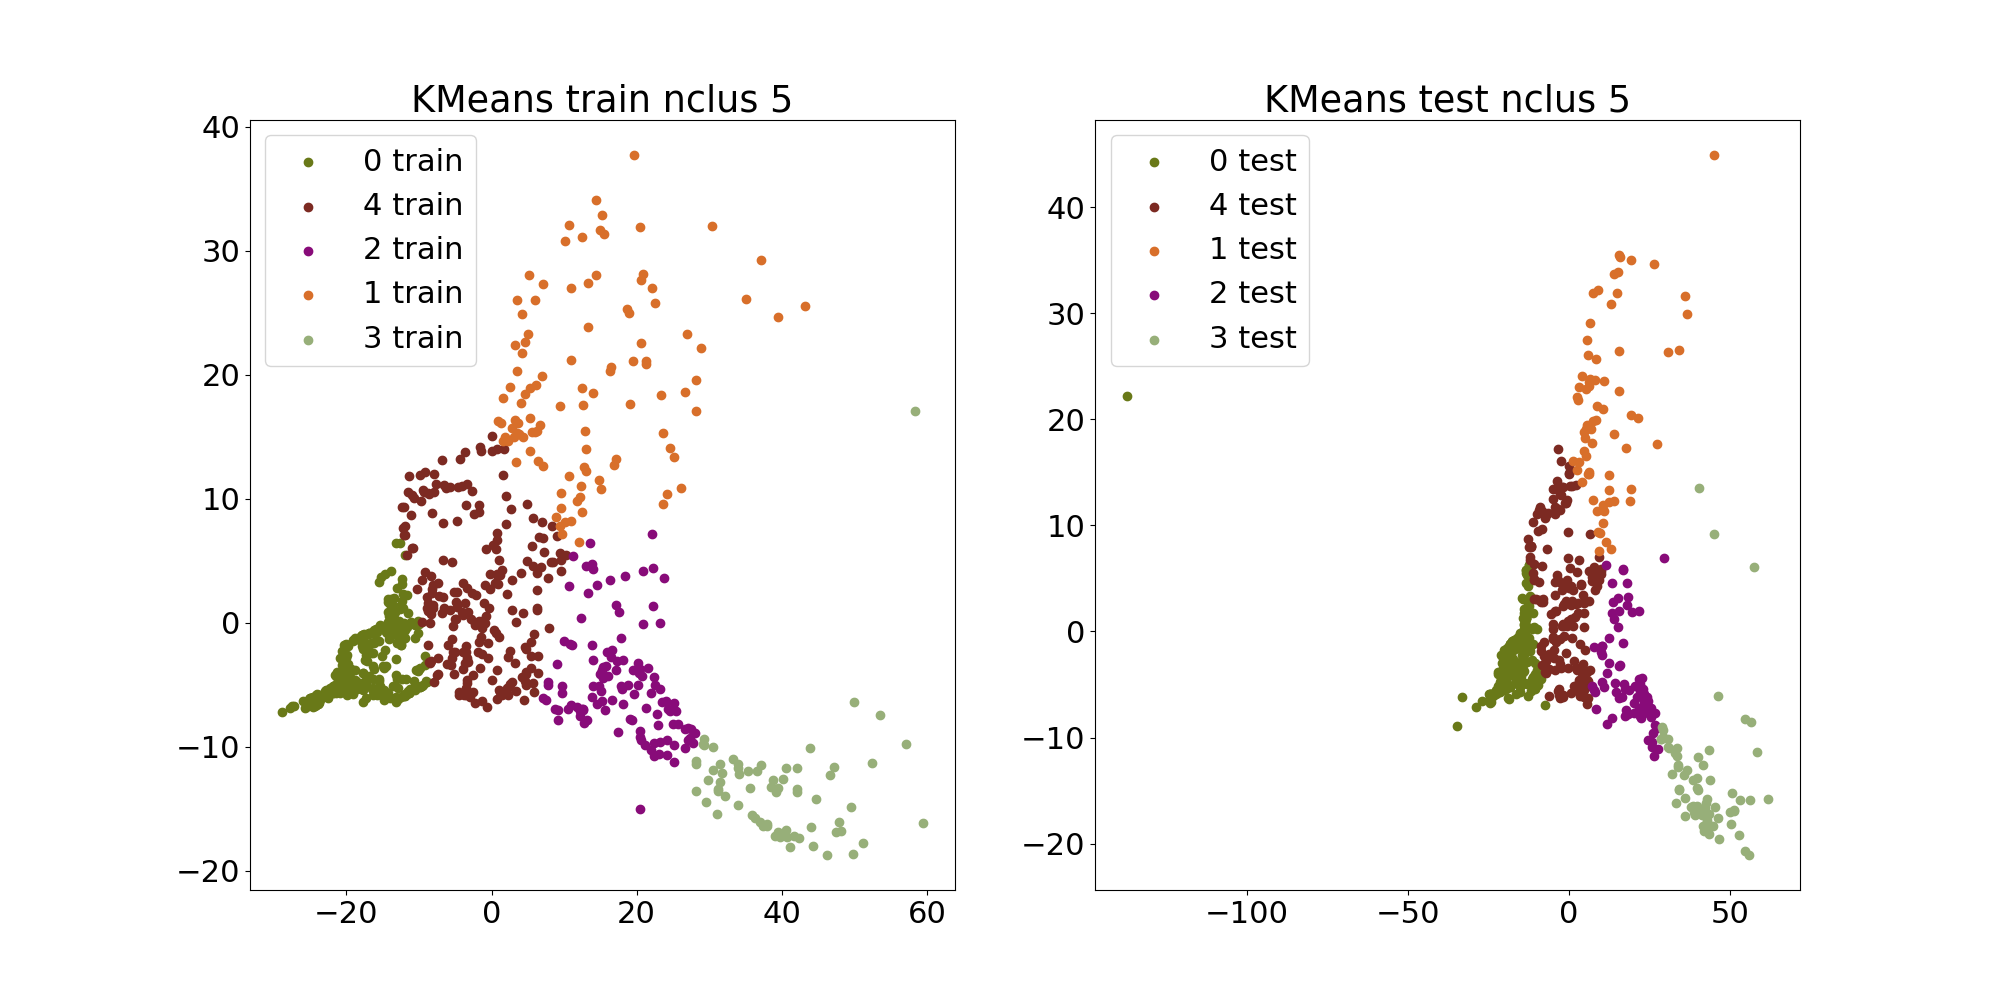 KMeans train nclus 5
40
30
20
10
0
−10
−20
0 train
4 train
2 train
1 train
3 train
−20 0 20 40 60
KMeans test nclus 5
40
30
20
10
0
−10
−20
0 test
4 test
1 test
2 test
3 test
−100 −50 0 50